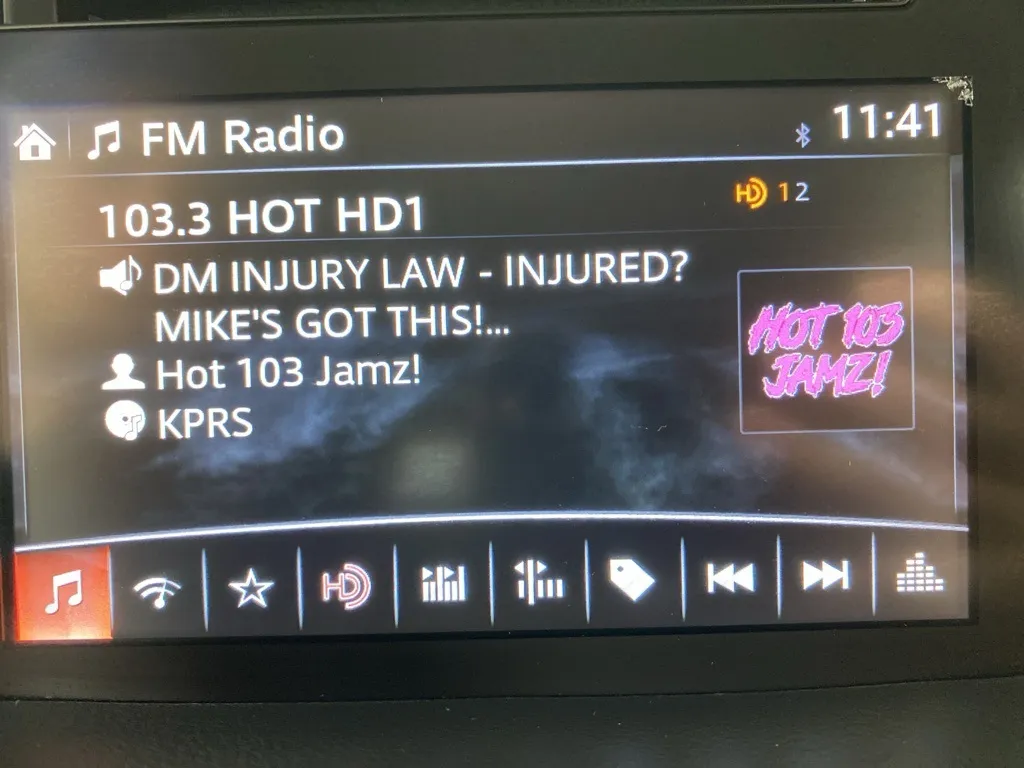 FM Radio
11:41
103.3 HOT HD1
HD 1 2
DM INJURY LAW - INJURED?
MIKE'S GOT THIS!...
Hot 103 Jamz!
KPRS
HOT 103
JAMZ!
HD